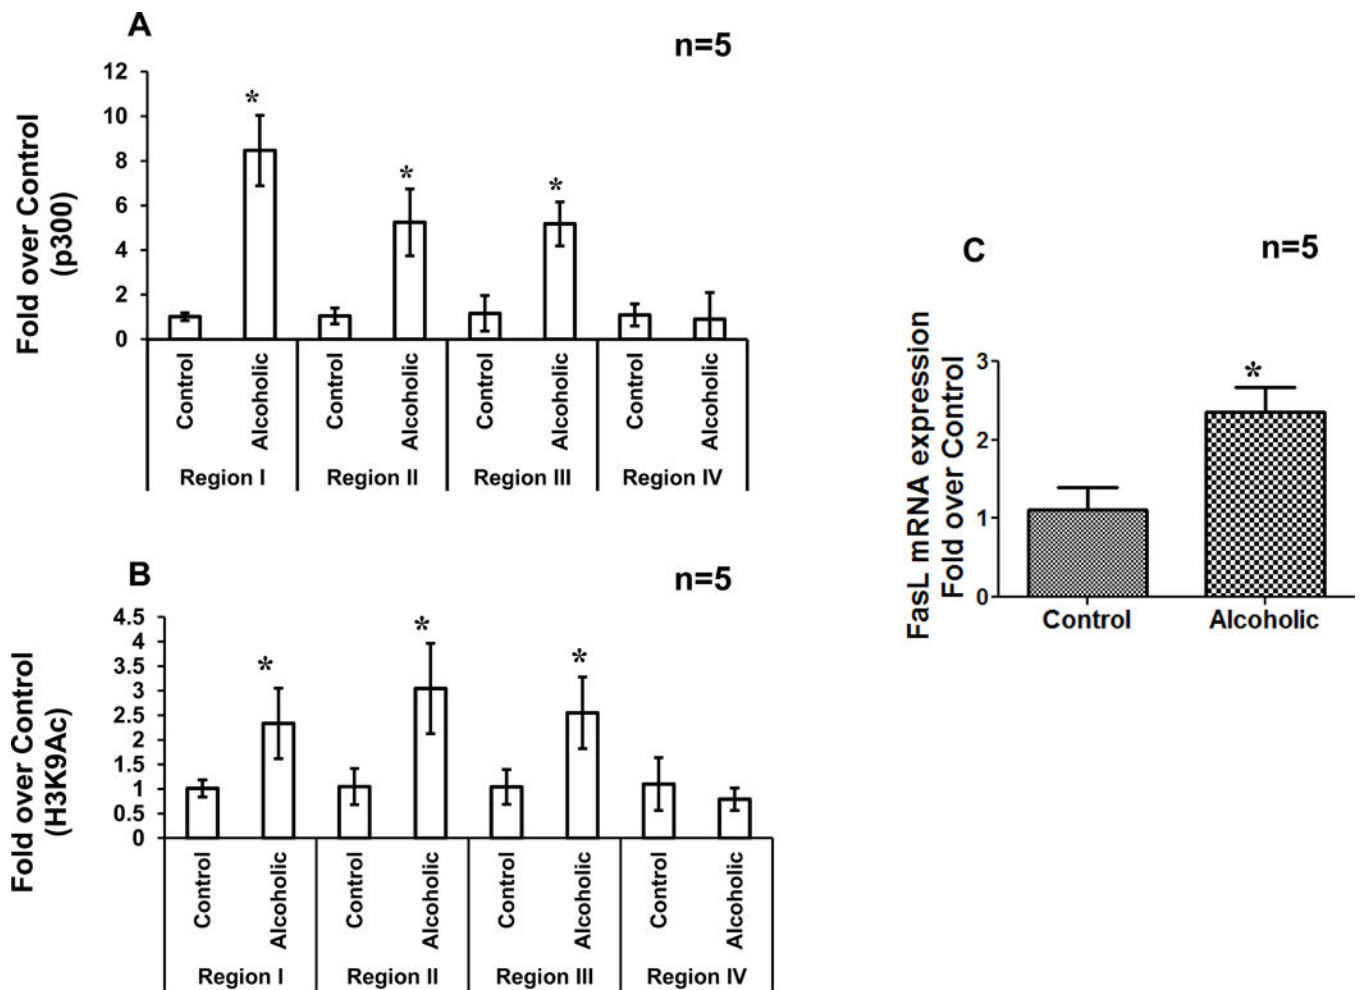 A
n=5
Fold over Control
(p300)
12
10
8
6
4
2
0
Control
Alcoholic
Control
Alcoholic
Control
Alcoholic
Control
Alcoholic
Region I
Region II
Region III
Region IV
B
n=5
Fold over Control
(H3K9Ac)
4.5
4
3.5
3
2.5
2
1.5
1
0.5
0
*
*
*
Control
Alcoholic
Control
Alcoholic
Control
Alcoholic
Control
Alcoholic
Region I
Region II
Region III
Region IV
C
n=5
FasL mRNA expression
Fold over Control
3
2
1
0
*
Control
Alcoholic